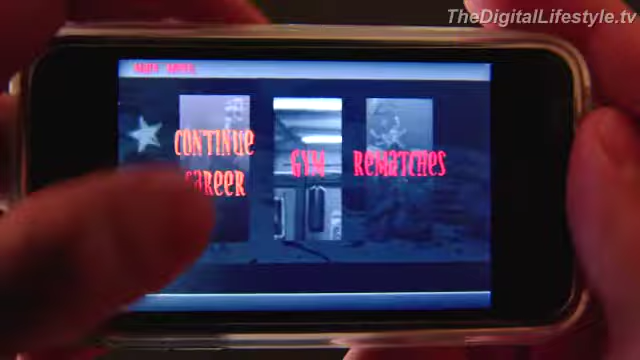 TheDigitalLifestyle.tv
CONTINUE
CAREER
GYM
REMATCHES